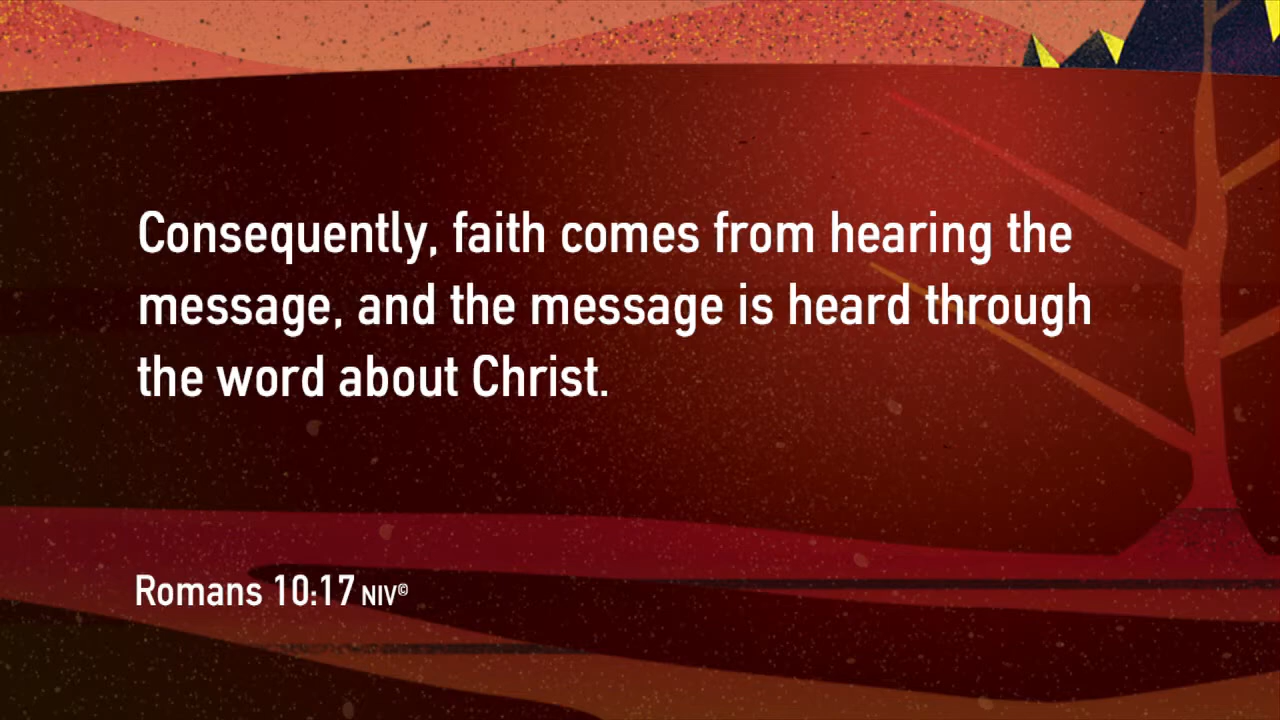 Consequently, faith comes from hearing the
message, and the message is heard through
the word about Christ.
Romans 10:17 NIV©